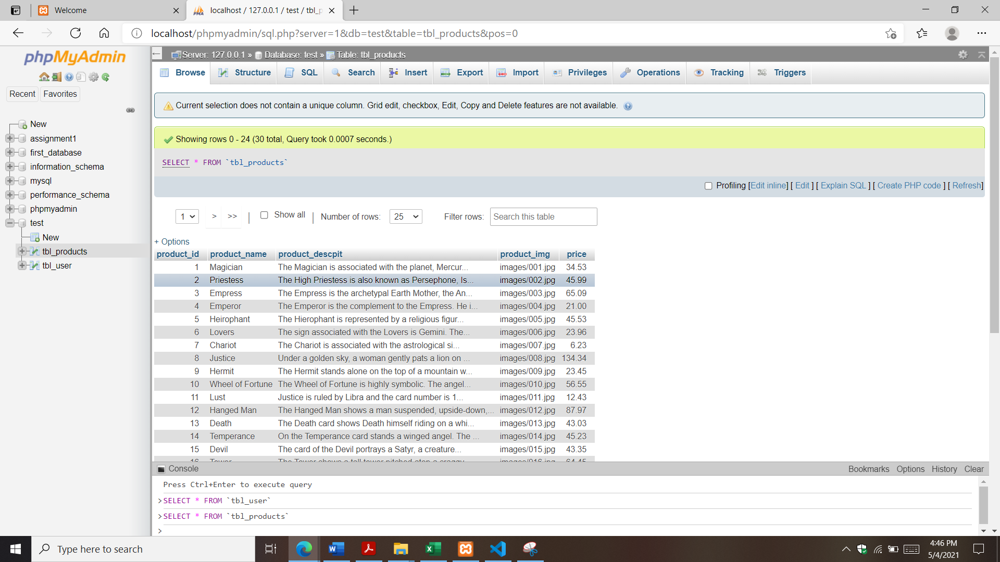 Welcome
localhost / 127.0.0.1 / test / tbl_p
localhost/phpmyadmin/sql.php?server=1&db=test&table=tbl_products&pos=0
phpMyAdmin
Recent
Favorites
New
assignment1
first_database
information_schema
mysql
performance_schema
phpmyadmin
test
New
tbl_products
tbl_user
Server: 127.0.0.1 » Database: test » Table: tbl_products
Browse Structure SQL Search Insert Export Import Privileges Operations Tracking Triggers
Current selection does not contain a unique column. Grid edit, checkbox, Edit, Copy and Delete features are not available.
Showing rows 0 - 24 (30 total, Query took 0.0007 seconds.)
SELECT * FROM `tbl_products`
Profiling [Edit inline] [ Edit ] [ Explain SQL ] [ Create PHP code ] [ Refresh]
1 > >> | Show all | Number of rows: 25 Filter rows: Search this table
+ Options
product_id product_name product_descpit product_img price
1 Magician The Magician is associated with the planet, Mercur... images/001.jpg 34.53
2 Priestess The High Priestess is also known as Persephone, Is... images/002.jpg 45.99
3 Empress The Empress is the archetypal Earth Mother, the An... images/003.jpg 65.09
4 Emperor The Emperor is the complement to the Empress. He i... images/004.jpg 21.00
5 Heirophant The Hierophant is represented by a religious figur... images/005.jpg 45.53
6 Lovers The sign associated with the Lovers is Gemini. The... images/006.jpg 23.96
7 Chariot The Chariot is associated with the astrological si... images/007.jpg 6.23
8 Justice Under a golden sky, a woman gently pats a lion on ... images/008.jpg 134.34
9 Hermit The Hermit stands alone on the top of a mountain w... images/009.jpg 23.45
10 Wheel of Fortune The Wheel of Fortune is highly symbolic. The angel... images/010.jpg 56.55
11 Lust Justice is ruled by Libra and the card number is 1... images/011.jpg 12.43
12 Hanged Man The Hanged Man shows a man suspended, upside-down,... images/012.jpg 87.97
13 Death The Death card shows Death himself riding on a whi... images/013.jpg 43.03
14 Temperance On the Temperance card stands a winged angel. The ... images/014.jpg 45.23
15 Devil The card of the Devil portrays a Satyr, a creature... images/015.jpg 43.35
16 Tower The Tower shows a tall tower pitched atop a craggy images/016.jpg 64.45
Console
Bookmarks Options History Clear
Press Ctrl+Enter to execute query
>SELECT * FROM `tbl_user`
>SELECT * FROM `tbl_products`
>
Type here to search
4:46 PM
5/4/2021